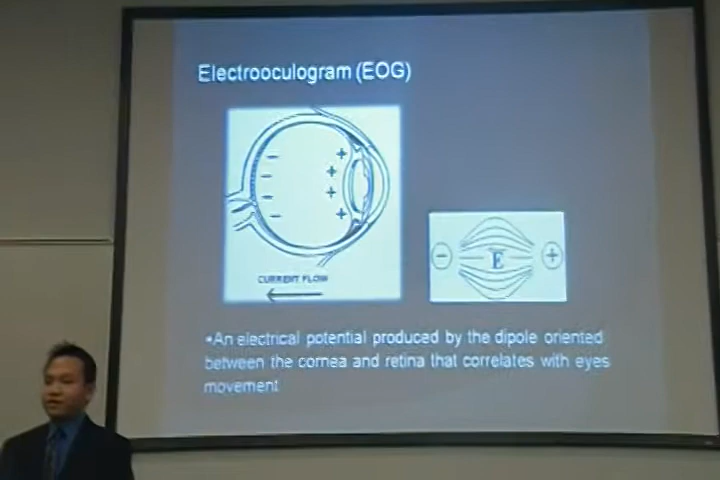 Electrooculogram (EOG)
CURRENT FLOW
E
•An electrical potential produced by the dipole oriented
between the cornea and retina that correlates with eyes
movement